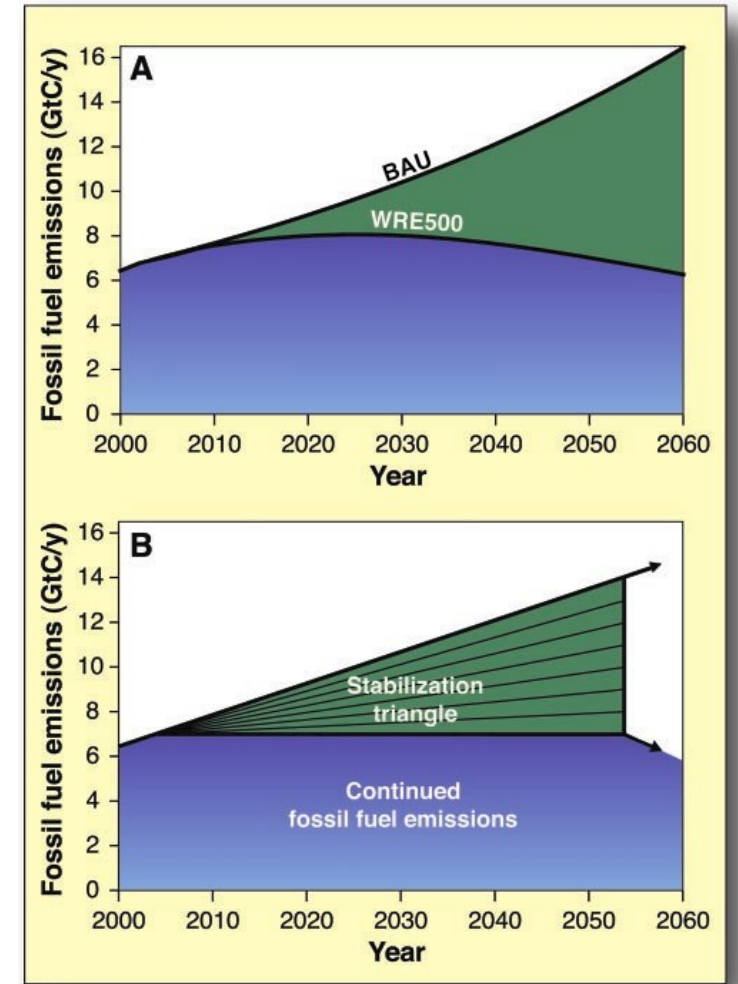 A
Fossil fuel emissions (GtC/y)
16
14
12
10
8
6
4
2
0
BAU
WRE500
2000 2010 2020 2030 2040 2050 2060
Year
B
Fossil fuel emissions (GtC/y)
16
14
12
10
8
6
4
2
0
Stabilization
triangle
Continued
fossil fuel emissions
2000 2010 2020 2030 2040 2050 2060
Year